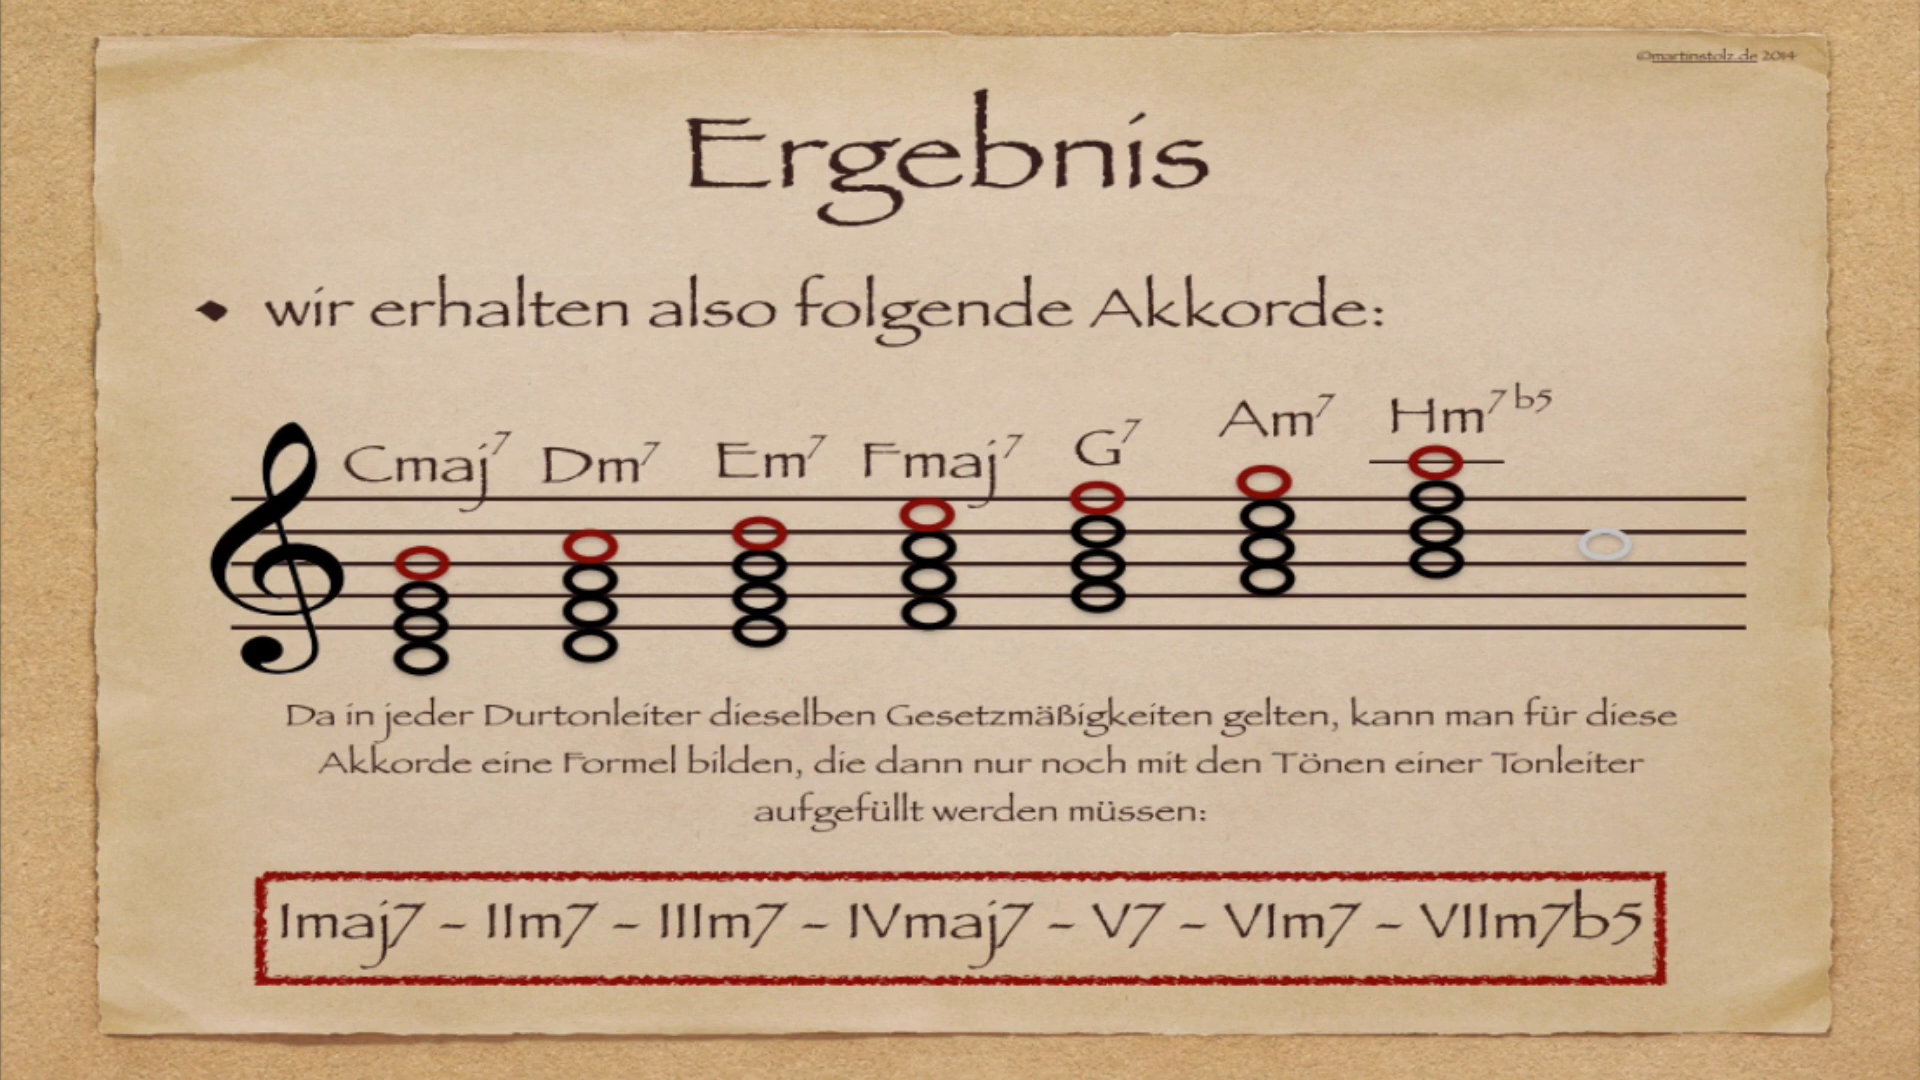 ©martinstolz.de 2014
Ergebnis
• wir erhalten also folgende Akkorde:
Cmaj7 Dm7 Em7 Fmaj7 G7 Am7 Hm7 b5
Da in jeder Durtonleiter dieselben Gesetzmäßigkeiten gelten, kann man für diese
Akkorde eine Formel bilden, die dann nur noch mit den Tönen einer Tonleiter
aufgefüllt werden müssen:
Imaj7 - IIm7 - IIIm7 - IVmaj7 - V7 - VIm7 - VIIm7b5